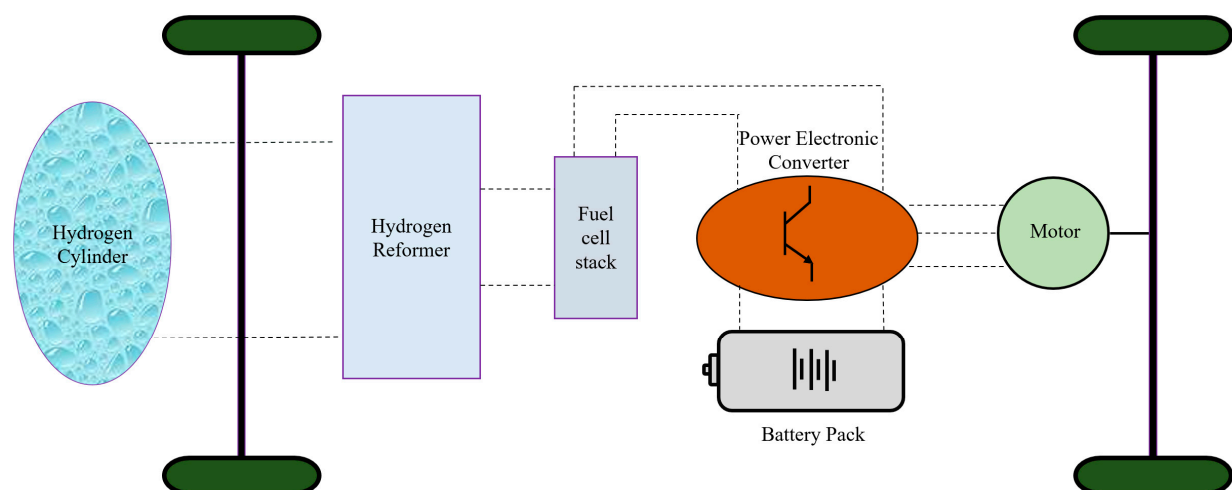 Hydrogen
Cylinder
Hydrogen
Reformer
Fuel
cell
stack
Power Electronic
Converter
Motor
Battery Pack